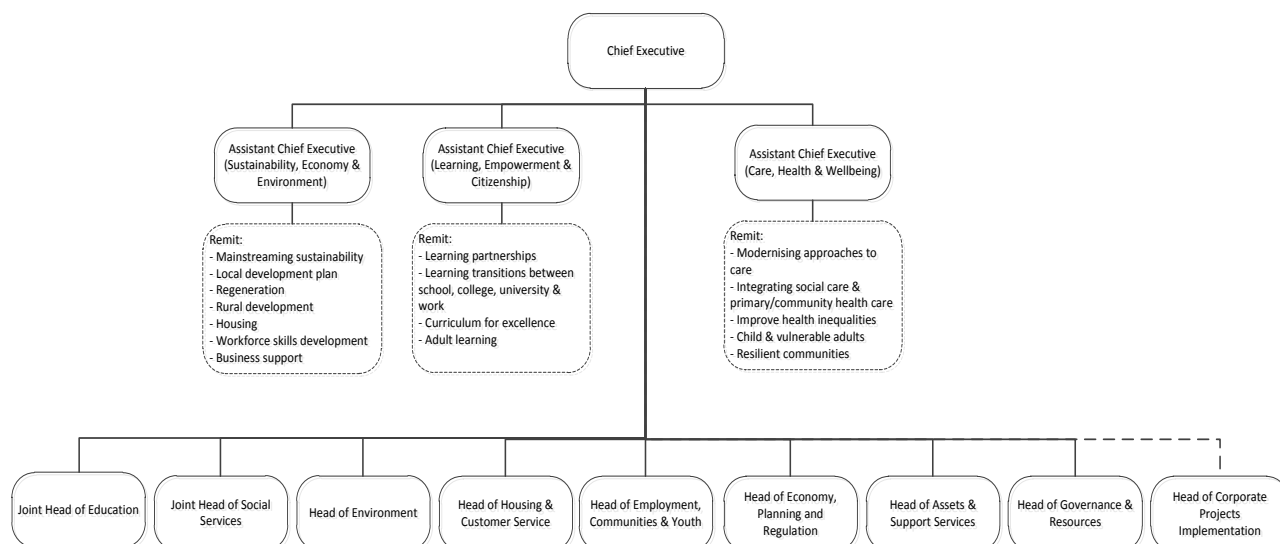 Chief Executive
Assistant Chief Executive
(Sustainability, Economy &
Environment)
Assistant Chief Executive
(Learning, Empowerment &
Citizenship)
Assistant Chief Executive
(Care, Health & Wellbeing)
Remit:
- Mainstreaming sustainability
- Local development plan
- Regeneration
- Rural development
- Housing
- Workforce skills development
- Business support
Remit:
- Learning partnerships
- Learning transitions between
school, college, university &
work
- Curriculum for excellence
- Adult learning
Remit:
- Modernising approaches to
care
- Integrating social care &
primary/community health care
- Improve health inequalities
- Child & vulnerable adults
- Resilient communities
Joint Head of Education
Joint Head of Social
Services
Head of Environment
Head of Housing &
Customer Service
Head of Employment,
Communities & Youth
Head of Economy,
Planning and
Regulation
Head of Assets &
Support Services
Head of Governance &
Resources
Head of Corporate
Projects
Implementation